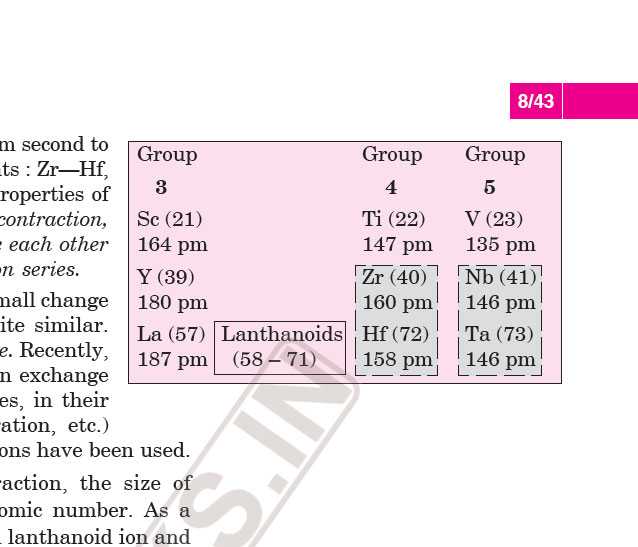 8/43
m second to
ts : Zr—Hf,
roperties of
contraction,
e each other
on series.
mall change
ite similar.
e. Recently,
n exchange
es, in their
ration, etc.)
ons have been used.
raction, the size of
omic number. As a
lanthanoid ion and
Group Group Group
3 4 5
Sc (21) Ti (22) V (23)
164 pm 147 pm 135 pm
Y (39) Zr (40) Nb (41)
180 pm 160 pm 146 pm
La (57) Lanthanoids Hf (72) Ta (73)
187 pm (58 – 71) 158 pm 146 pm
KS.IN